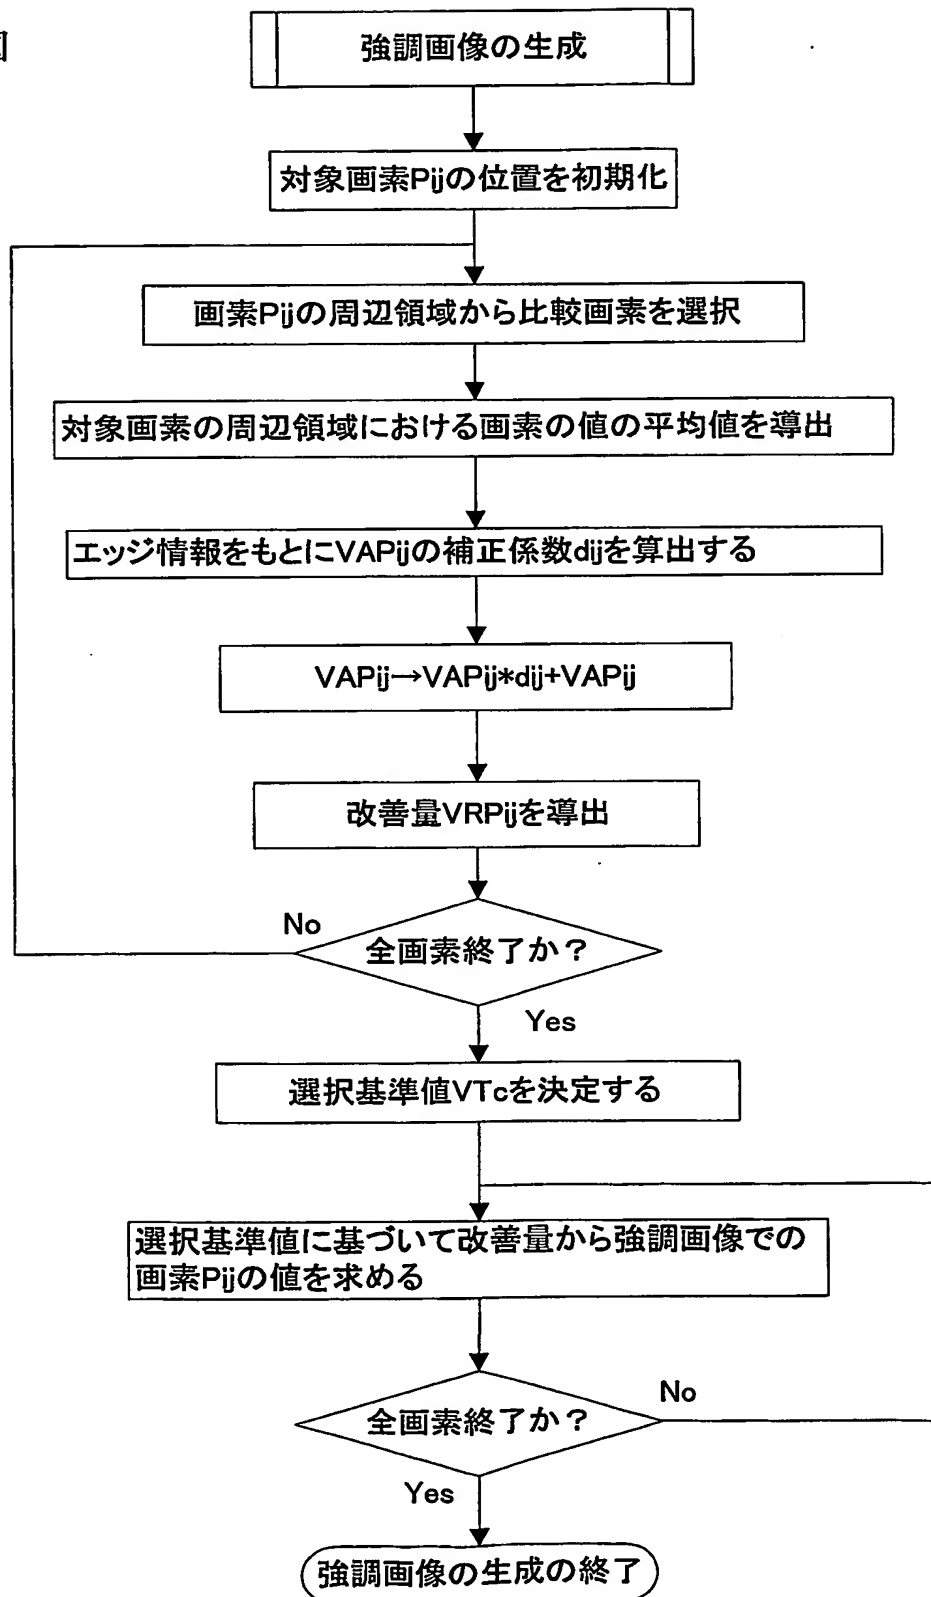 図
強調画像の生成
対象画素Pijの位置を初期化
画素Pijの周辺領域から比較画素を選択
対象画素の周辺領域における画素の値の平均値を導出
エッジ情報をもとにVAPijの補正係数dijを算出する
VAPij→VAPij*dij+VAPij
改善量VRPijを導出
No
全画素終了か?
Yes
選択基準値VTcを決定する
選択基準値に基づいて改善量から強調画像での
画素Pijの値を求める
No
全画素終了か?
Yes
強調画像の生成の終了